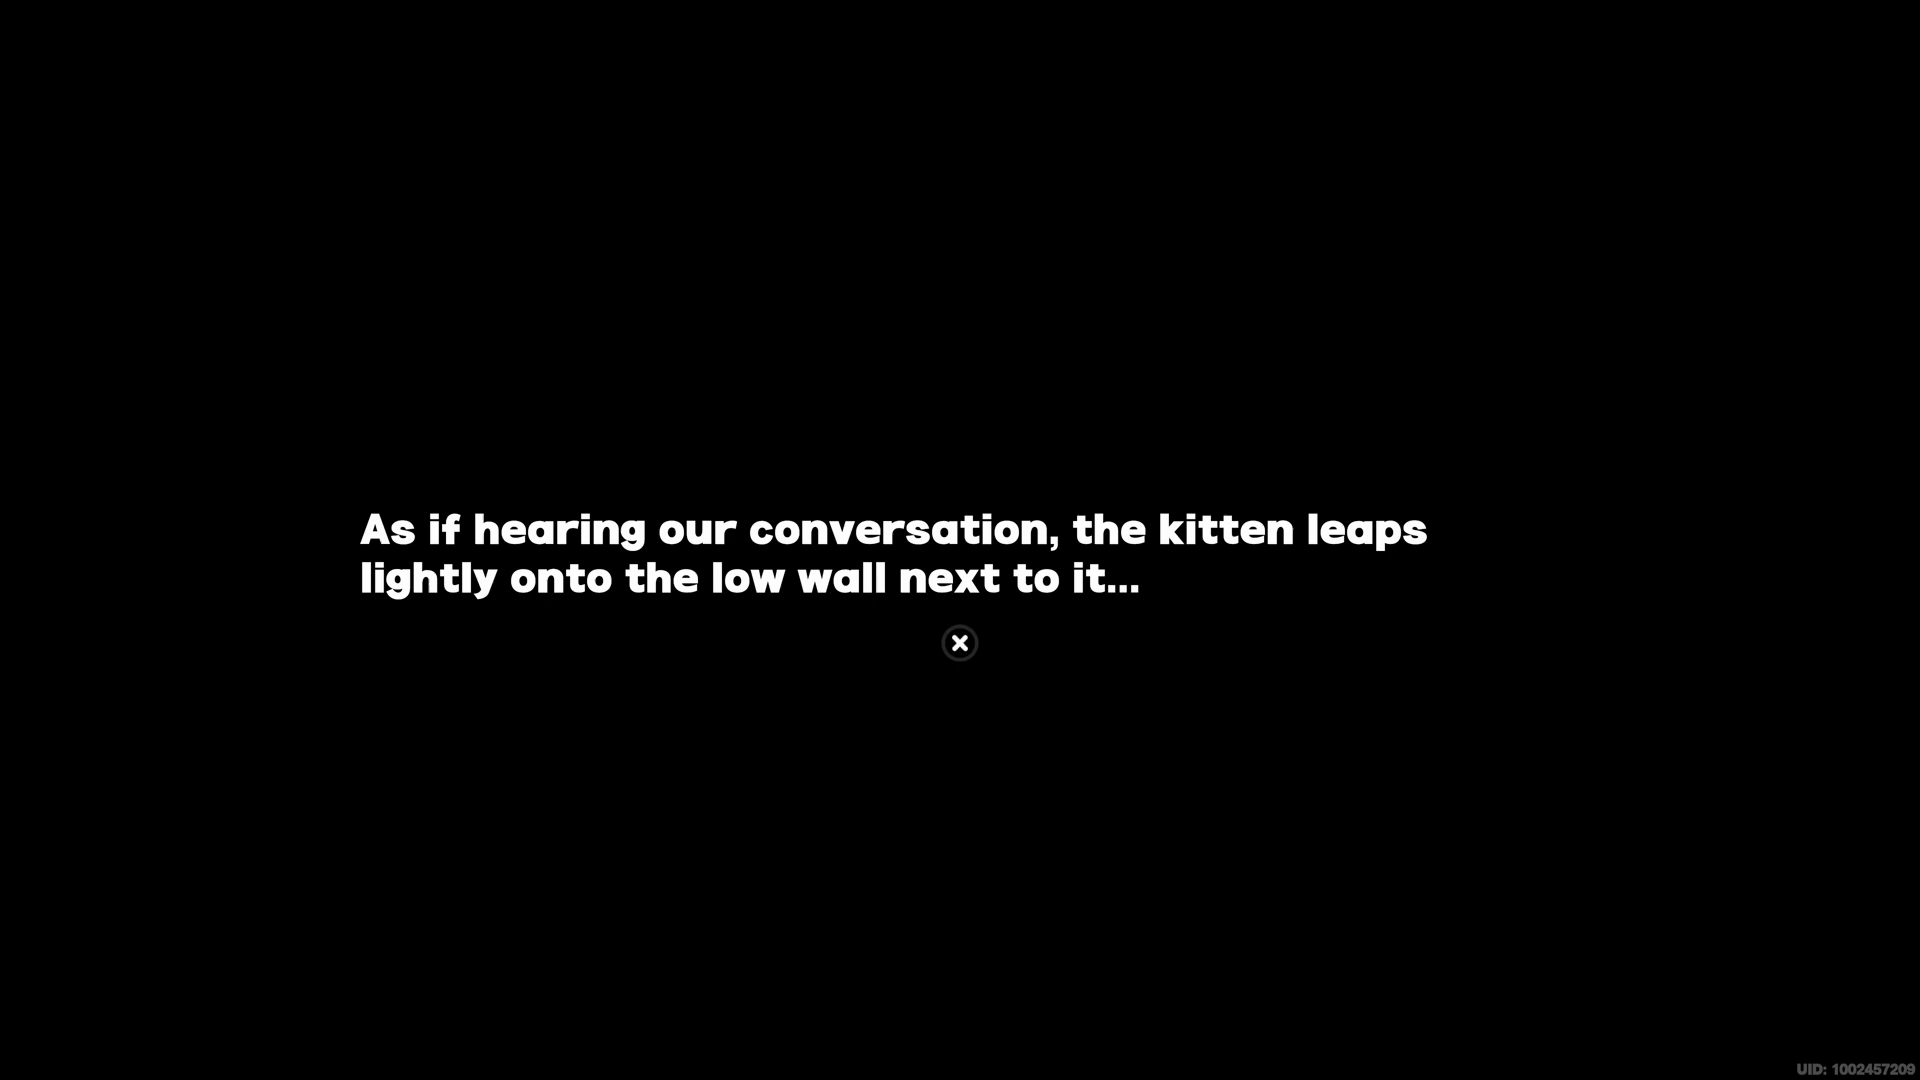 As if hearing our conversation, the kitten leaps
lightly onto the low wall next to it...
UID: 1002457209